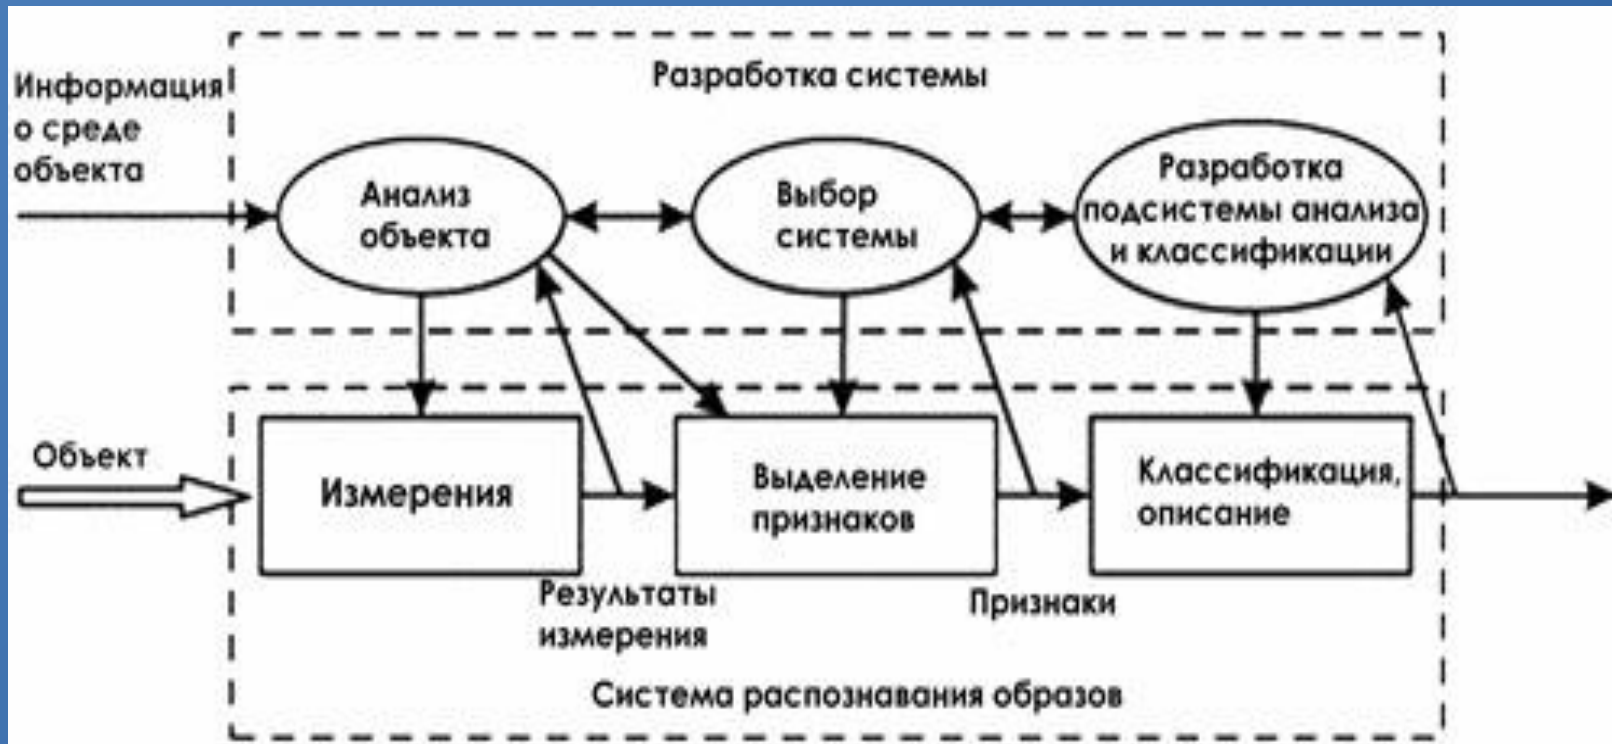 Разработка системы
Информация
о среде
объекта
Анализ
объекта
Выбор
системы
Разработка
подсистемы анализа
и классификации
Объект
Измерения
Выделение
признаков
Классификация,
описание
Результаты
измерения
Признаки
Система распознавания образов